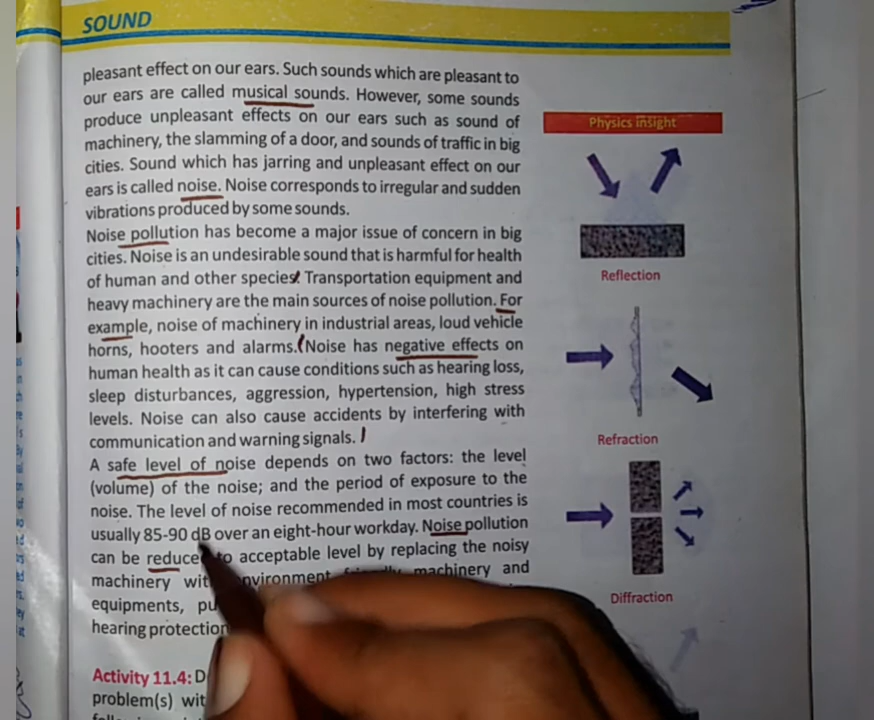 SOUND
pleasant effect on our ears. Such sounds which are pleasant to
our ears are called musical sounds. However, some sounds
produce unpleasant effects on our ears such as sound of
machinery, the slamming of a door, and sounds of traffic in big
cities. Sound which has jarring and unpleasant effect on our
ears is called noise. Noise corresponds to irregular and sudden
vibrations produced by some sounds.
Noise pollution has become a major issue of concern in big
cities. Noise is an undesirable sound that is harmful for health
of human and other species. Transportation equipment and
heavy machinery are the main sources of noise pollution. For
example, noise of machinery in industrial areas, loud vehicle
horns, hooters and alarms. Noise has negative effects on
human health as it can cause conditions such as hearing loss,
sleep disturbances, aggression, hypertension, high stress
levels. Noise can also cause accidents by interfering with
communication and warning signals.
A safe level of noise depends on two factors: the level
(volume) of the noise; and the period of exposure to the
noise. The level of noise recommended in most countries is
usually 85-90 dB over an eight-hour workday. Noise pollution
can be reduced to acceptable level by replacing the noisy
machinery with environment friendly machinery and
equipments,
hearing protection
Activity 11.4:
problem(s)
Physics insight
Reflection
Refraction
Diffraction